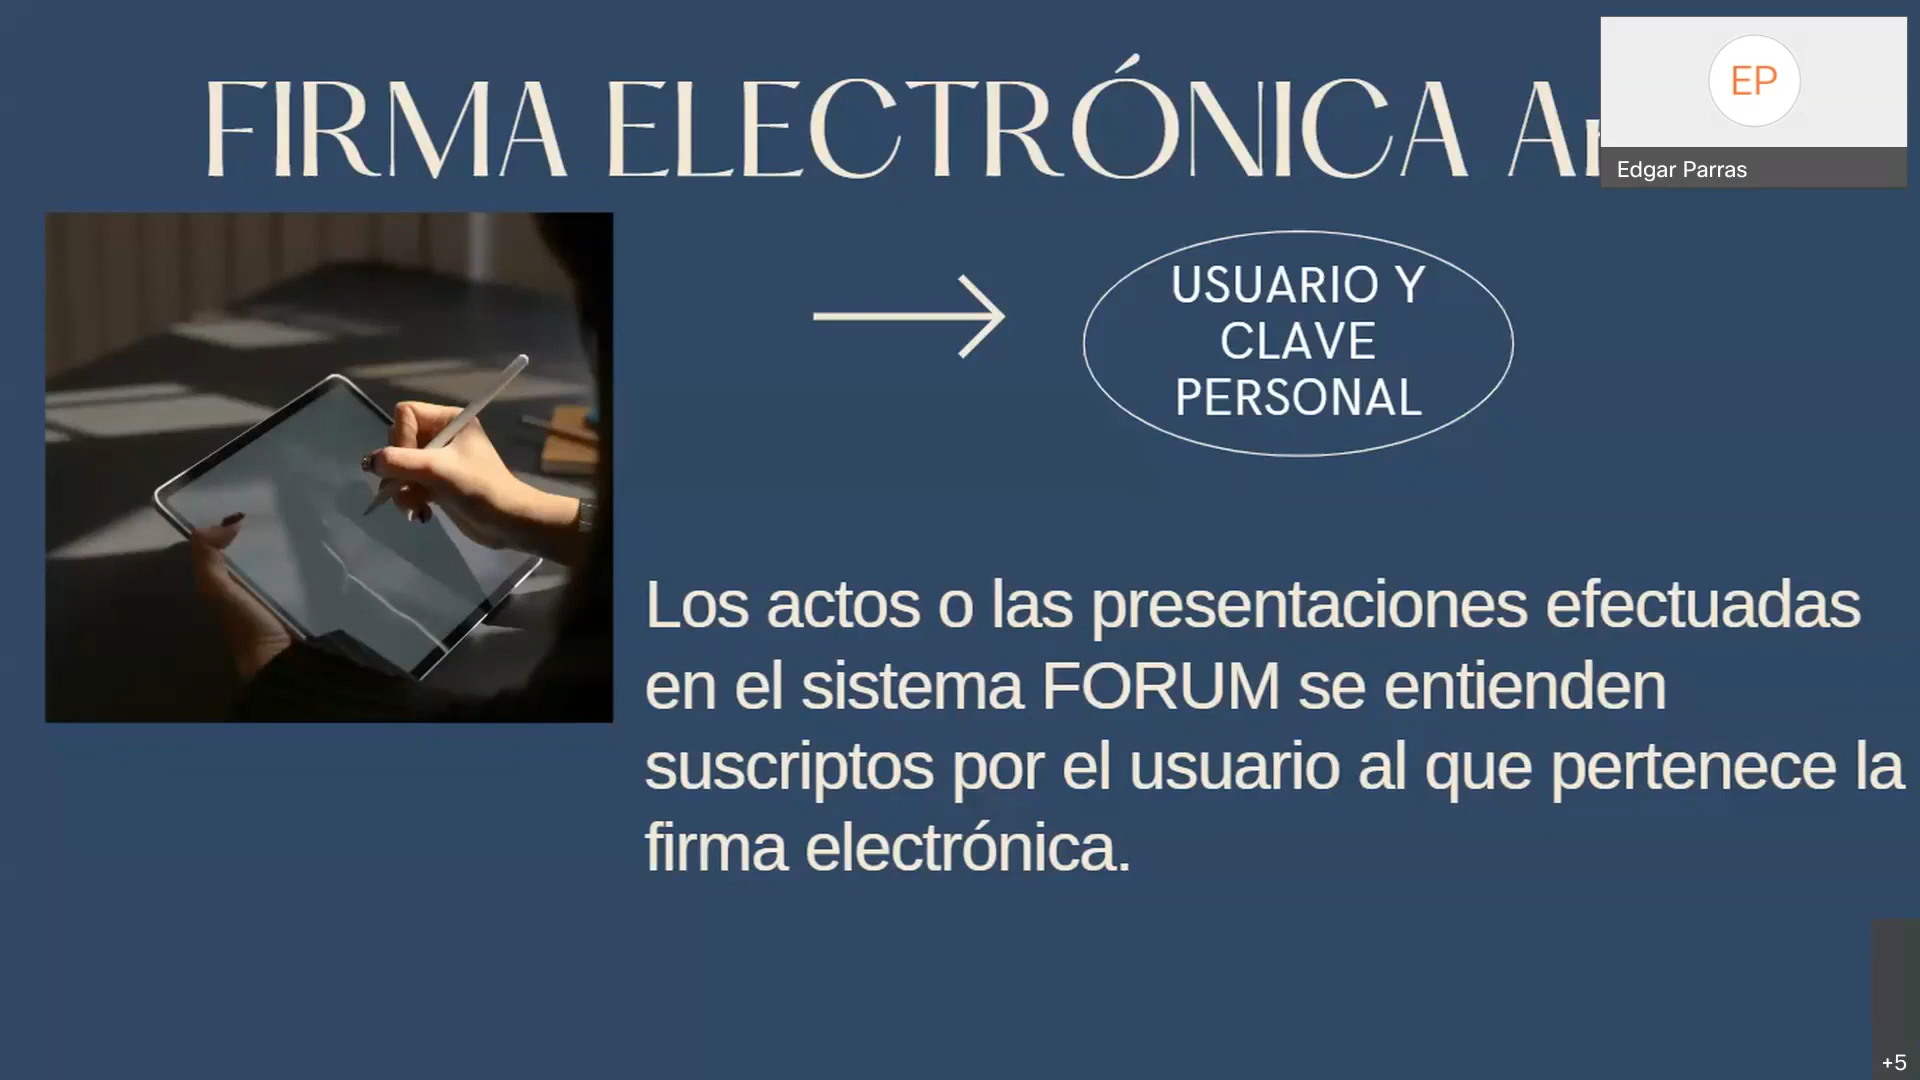 FIRMA ELECTRÓNICA
EP
Edgar Parras
USUARIO Y
CLAVE
PERSONAL
Los actos o las presentaciones efectuadas
en el sistema FORUM se entienden
suscriptos por el usuario al que pertenece la
firma electrónica.
+5